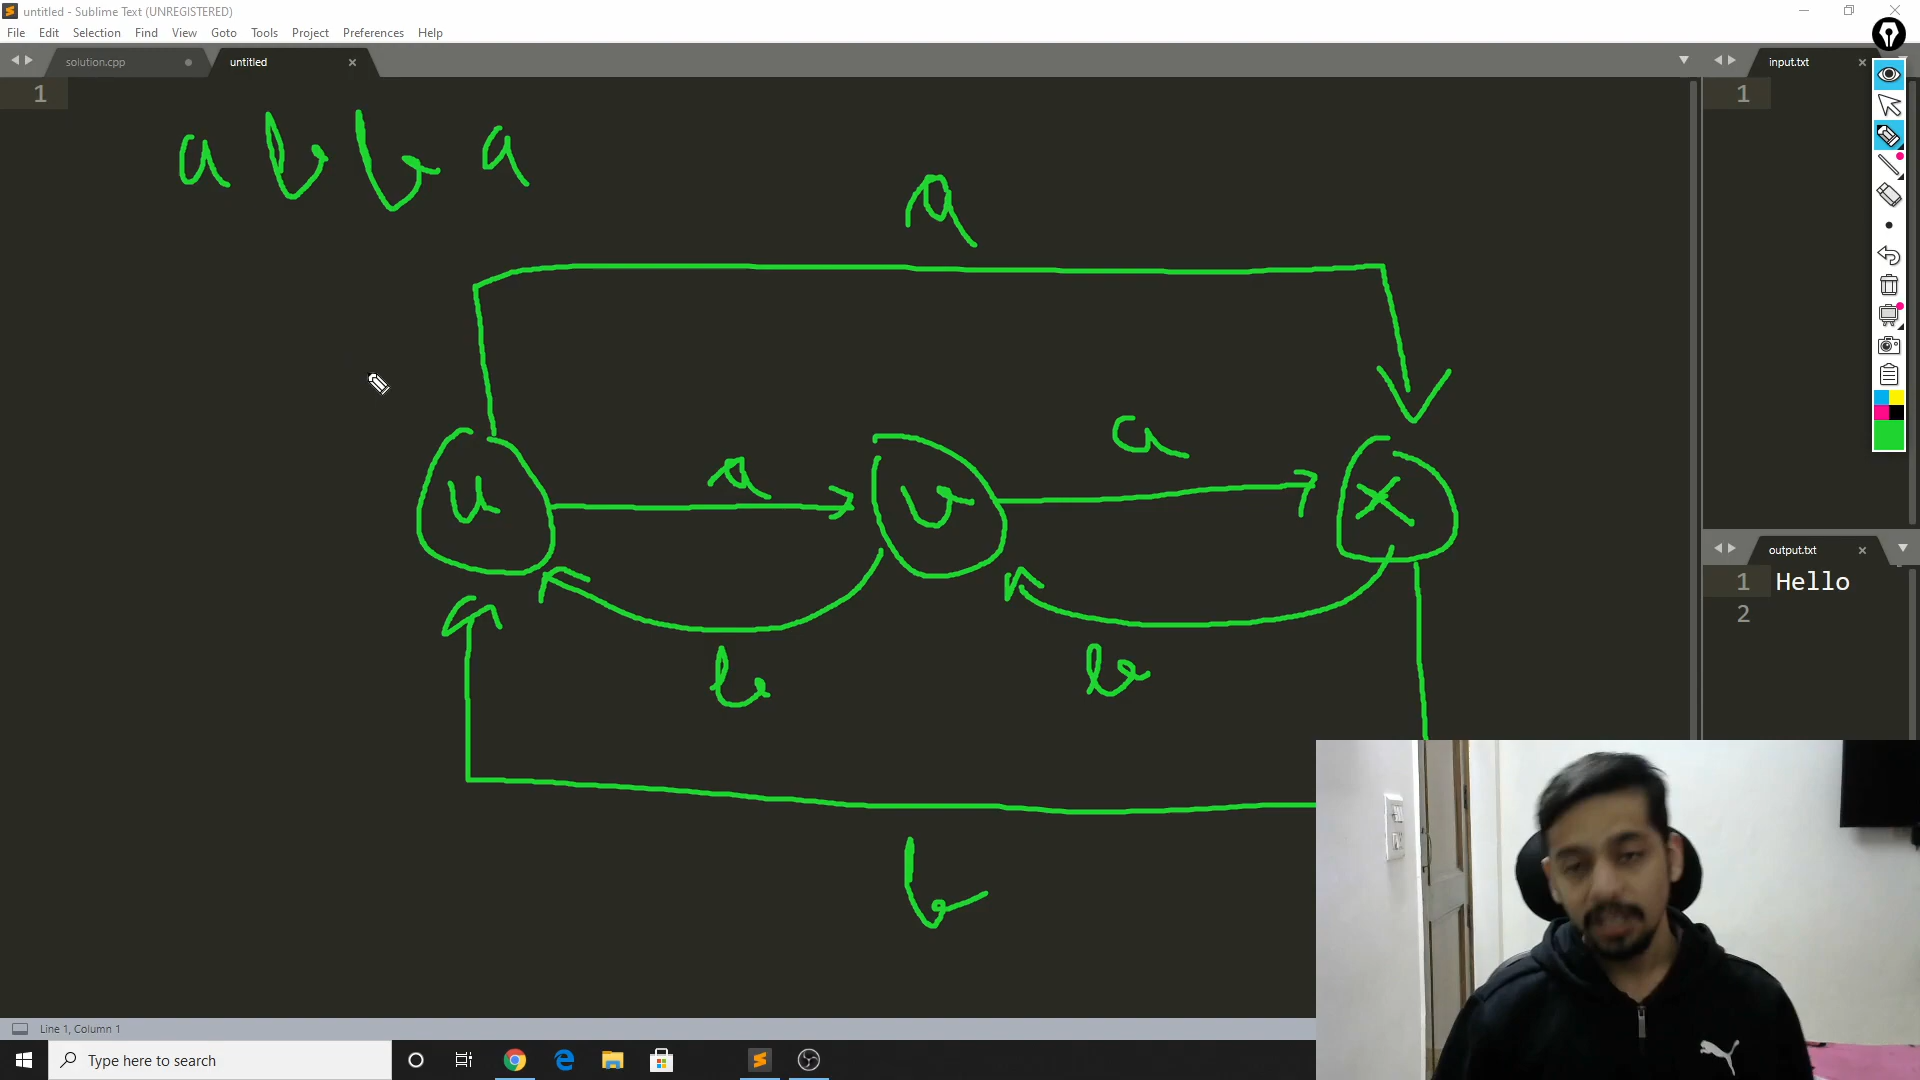 untitled - Sublime Text (UNREGISTERED)
File Edit Selection Find View Goto Tools Project Preferences Help
solution.cpp
untitled
input.txt
1
1
a b b a
a
a
a
u
v
x
b
b
b
output.txt
1 Hello
2
Line 1, Column 1
Type here to search